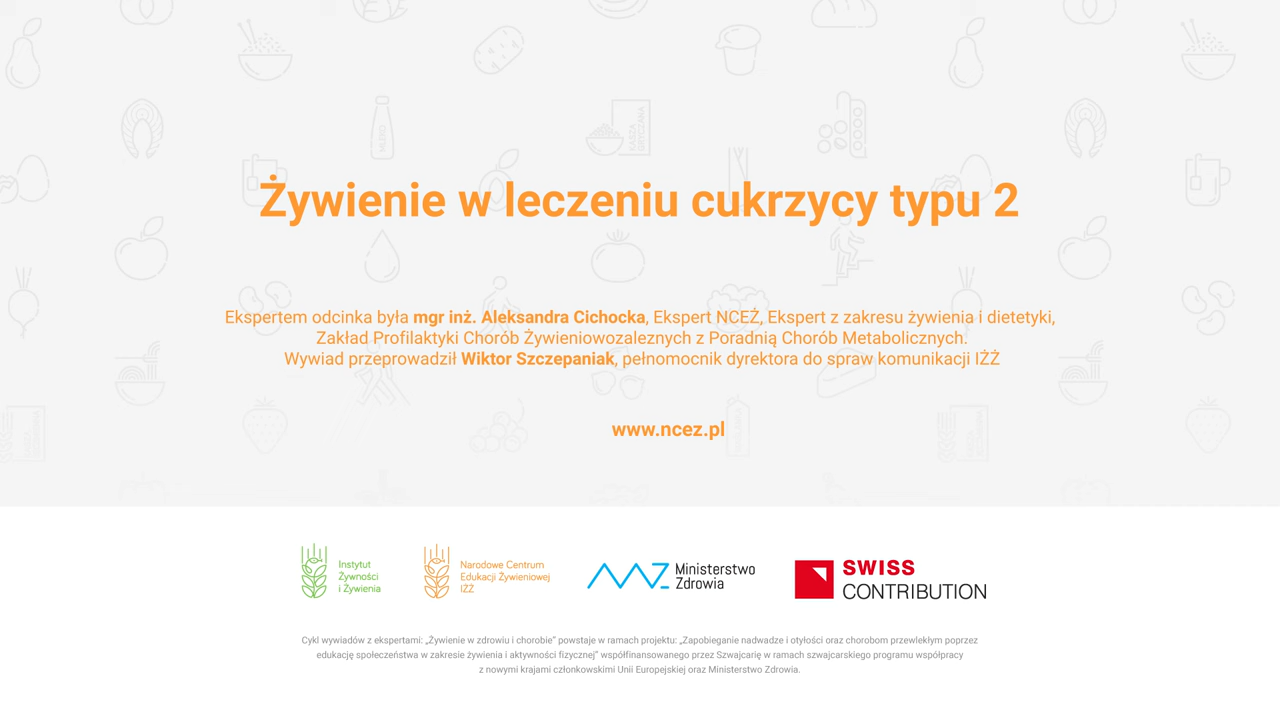 Żywienie w leczeniu cukrzycy typu 2
Ekspertem odcinka była mgr inż. Aleksandra Cichocka, Ekspert NCEŻ, Ekspert z zakresu żywienia i dietetyki,
Zakład Profilaktyki Chorób Żywieniowozaleznych z Poradnią Chorób Metabolicznych.
Wywiad przeprowadził Wiktor Szczepaniak, pełnomocnik dyrektora do spraw komunikacji IŻŻ
www.ncez.pl
Instytut
Żywności
i Żywienia
Narodowe Centrum
Edukacji Żywieniowej
IŻŻ
Ministerstwo
Zdrowia
SWISS
CONTRIBUTION
Cykl wywiadów z ekspertami: „Żywienie w zdrowiu i chorobie" powstaje w ramach projektu: „Zapobieganie nadwadze i otyłości oraz chorobom przewlekłym poprzez
edukację społeczeństwa w zakresie żywienia i aktywności fizycznej" współfinansowanego przez Szwajcarię w ramach szwajcarskiego programu współpracy
z nowymi krajami członkowskimi Unii Europejskiej oraz Ministerstwo Zdrowia.
MLEKO
KASZA
GRYCZANA